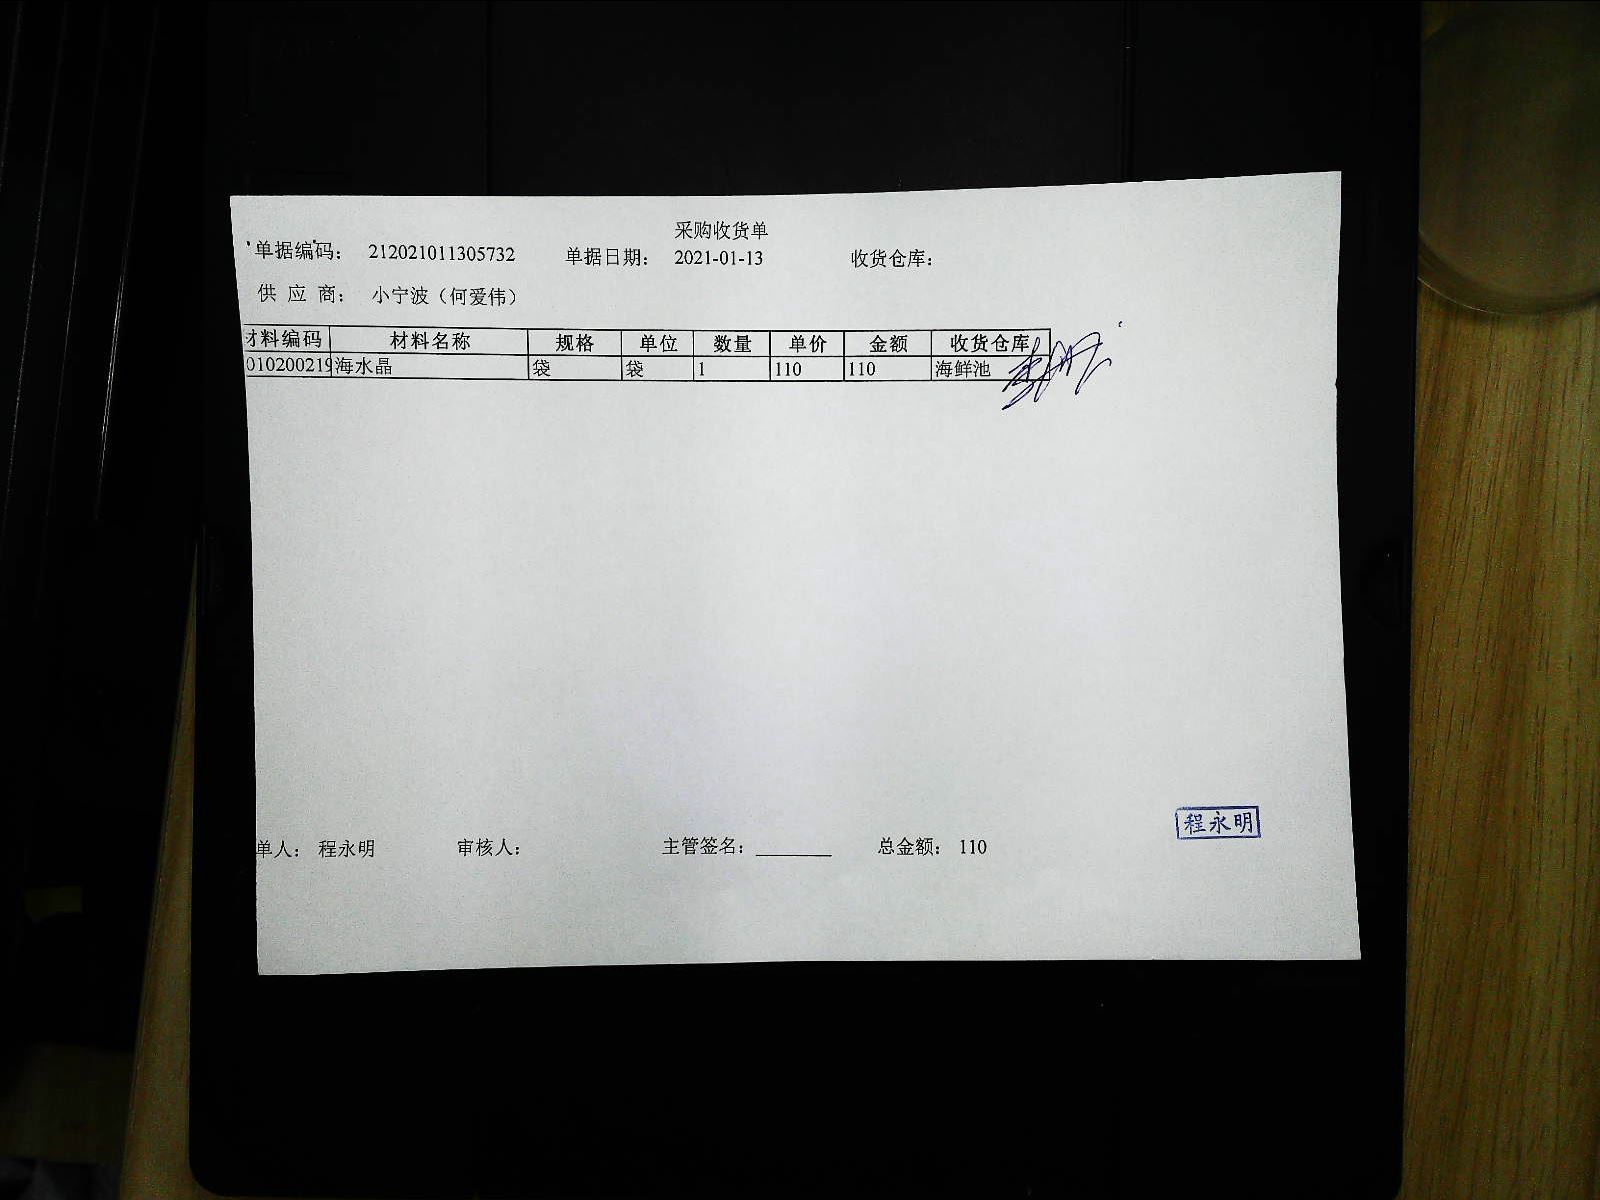 采购收货单
单据编码： 212021011305732 单据日期： 2021-01-13 收货仓库：
供 应 商： 小宁波（何爱伟）
材料编码 材料名称 规格 单位 数量 单价 金额 收货仓库
010200219 海水晶 袋 袋 1 110 110 海鲜池
程永明
单人： 程永明 审核人： 主管签名： ________ 总金额： 110